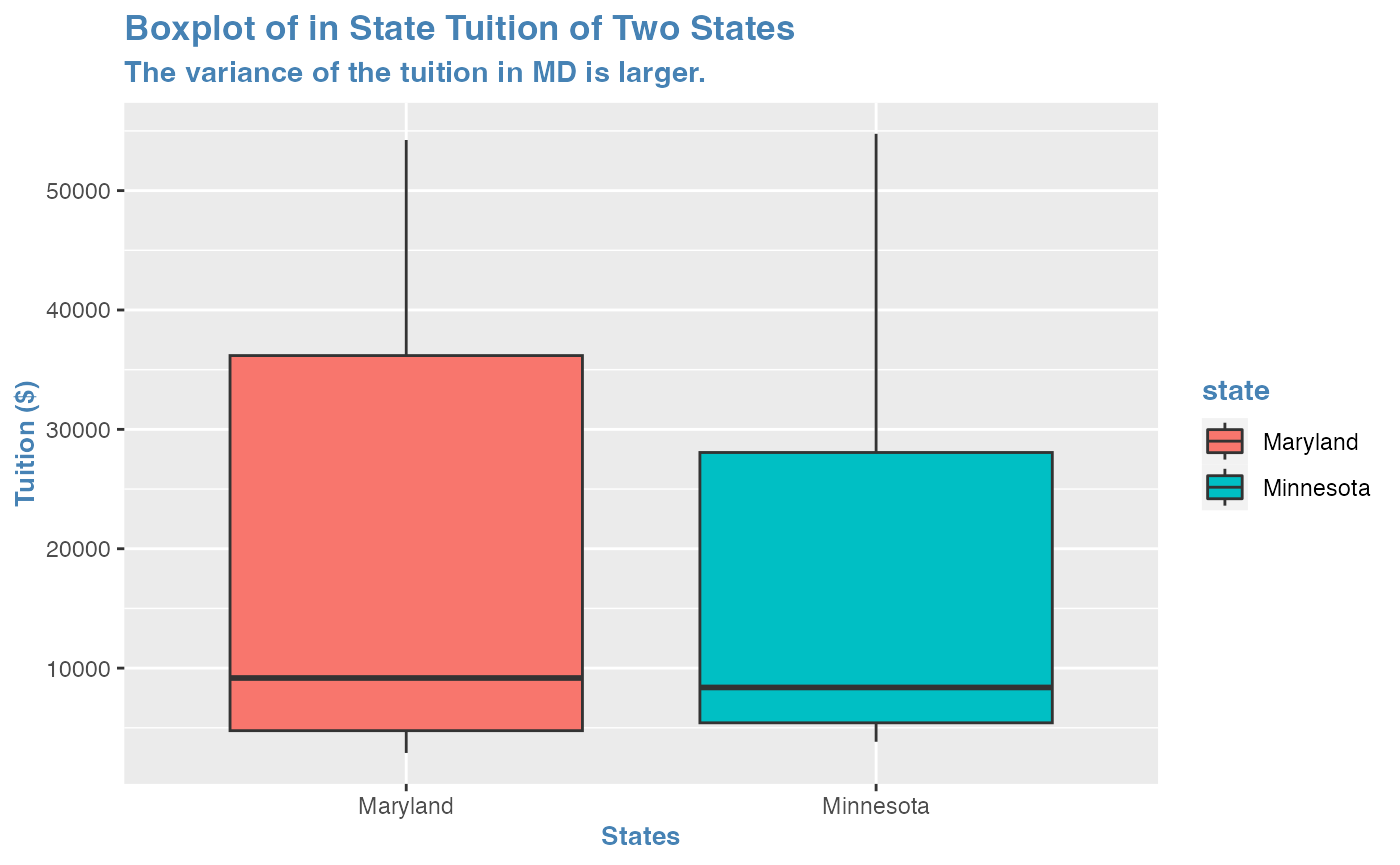 Boxplot of in State Tuition of Two States
The variance of the tuition in MD is larger.
Tuition ($)
50000
40000
30000
20000
10000
Maryland
Minnesota
States
state
Maryland
Minnesota